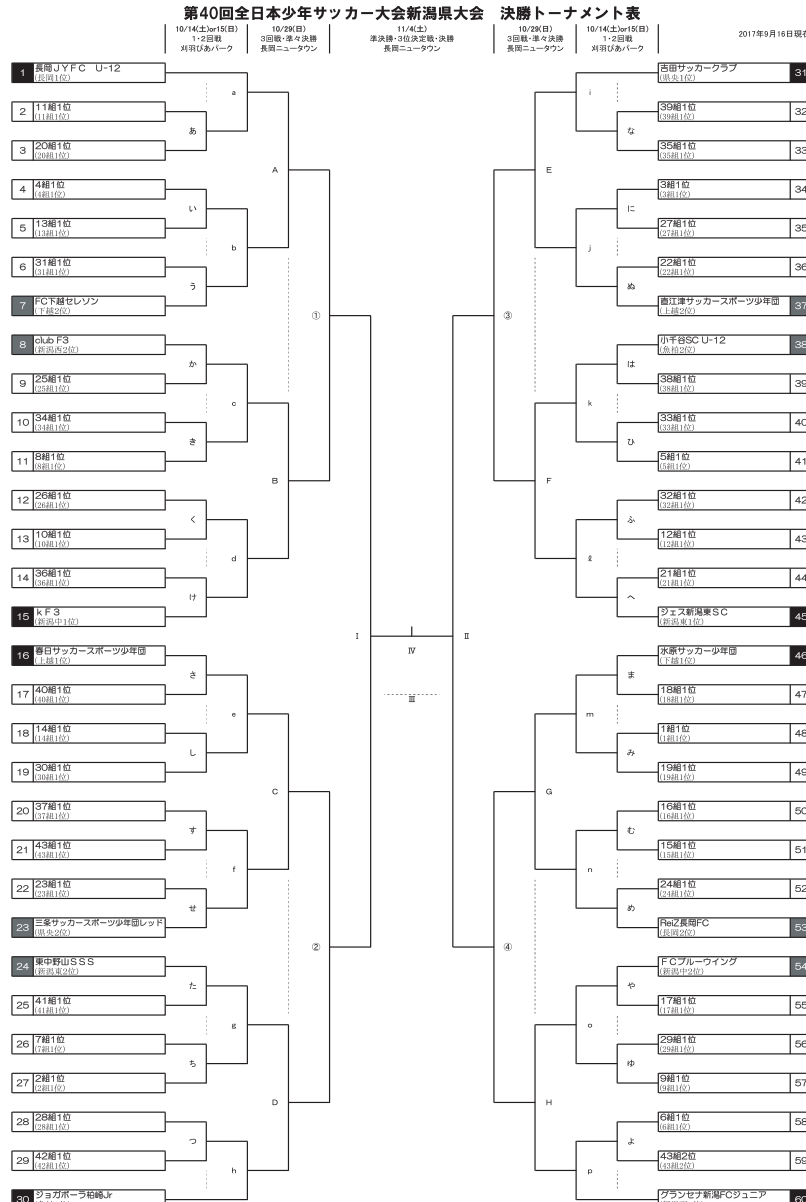 第40回全日本少年サッカー大会新潟県大会　決勝トーナメント表
2017年9月16日現在
10/14(土)or15(日)
1・2回戦
刈羽ぴあパーク
10/29(日)
3回戦・準々決勝
長岡ニュータウン
11/4(土)
準決勝・3位決定戦・決勝
長岡ニュータウン
10/29(日)
3回戦・準々決勝
長岡ニュータウン
10/14(土)or15(日)
1・2回戦
刈羽ぴあパーク
1 長岡JYFC　U-12
(長岡1位)
2 11組1位
(11組1位)
3 20組1位
(20組1位)
4 4組1位
(4組1位)
5 13組1位
(13組1位)
6 31組1位
(31組1位)
7 FC下越セレソン
(下越2位)
8 club F3
(新潟西2位)
9 25組1位
(25組1位)
10 34組1位
(34組1位)
11 8組1位
(8組1位)
12 26組1位
(26組1位)
13 10組1位
(10組1位)
14 36組1位
(36組1位)
15 kF3
(新潟中1位)
16 春日サッカースポーツ少年団
(上越1位)
17 40組1位
(40組1位)
18 14組1位
(14組1位)
19 30組1位
(30組1位)
20 37組1位
(37組1位)
21 43組1位
(43組1位)
22 23組1位
(23組1位)
23 三条サッカースポーツ少年団レッド
(県央2位)
24 東中野山SSS
(新潟東2位)
25 41組1位
(41組1位)
26 7組1位
(7組1位)
27 2組1位
(2組1位)
28 28組1位
(28組1位)
29 42組1位
(42組1位)
30 ジョガボーラ柏崎Jr
あ
い
う
か
き
く
け
さ
し
す
せ
た
ち
つ
a
b
c
d
e
f
g
h
A
B
C
D
①
②
Ⅰ
Ⅳ
Ⅲ
Ⅱ
③
④
E
F
G
H
i
j
k
ℓ
m
n
o
p
な
に
ぬ
は
ひ
ふ
へ
ま
み
む
め
や
ゆ
よ
吉田サッカークラブ 31
(県央1位)
39組1位 32
(39組1位)
35組1位 33
(35組1位)
3組1位 34
(3組1位)
27組1位 35
(27組1位)
22組1位 36
(22組1位)
直江津サッカースポーツ少年団 37
(上越2位)
小千谷SC U-12 38
(魚柏2位)
38組1位 39
(38組1位)
33組1位 40
(33組1位)
5組1位 41
(5組1位)
32組1位 42
(32組1位)
12組1位 43
(12組1位)
21組1位 44
(21組1位)
ジェス新潟東SC 45
(新潟東1位)
水原サッカー少年団 46
(下越1位)
18組1位 47
(18組1位)
1組1位 48
(1組1位)
19組1位 49
(19組1位)
16組1位 50
(16組1位)
15組1位 51
(15組1位)
24組1位 52
(24組1位)
ReiZ長岡FC 53
(長岡2位)
FCブルーウイング 54
(新潟中2位)
17組1位 55
(17組1位)
29組1位 56
(29組1位)
9組1位 57
(9組1位)
6組1位 58
(6組1位)
43組2位 59
(43組2位)
グランセナ新潟FCジュニア 60